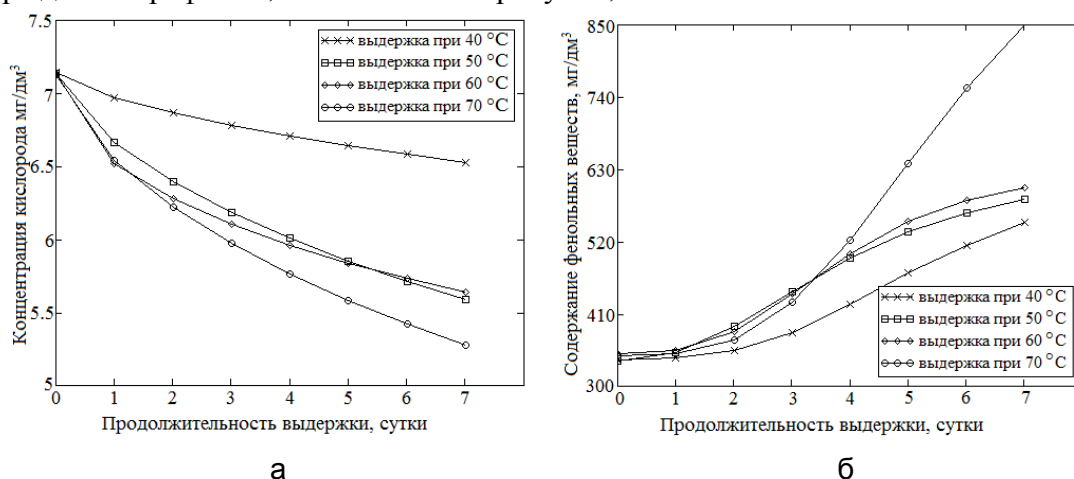 7.5
7
6.5
6
5.5
5
Концентрация кислорода мг/дм³
выдержка при 40 °C
выдержка при 50 °C
выдержка при 60 °C
выдержка при 70 °C
0 1 2 3 4 5 6 7
Продолжительность выдержки, сутки
а
850
740
630
520
410
300
Содержание фенольных веществ, мг/дм³
выдержка при 40 °C
выдержка при 50 °C
выдержка при 60 °C
выдержка при 70 °C
0 1 2 3 4 5 6 7
Продолжительность выдержки, сутки
б